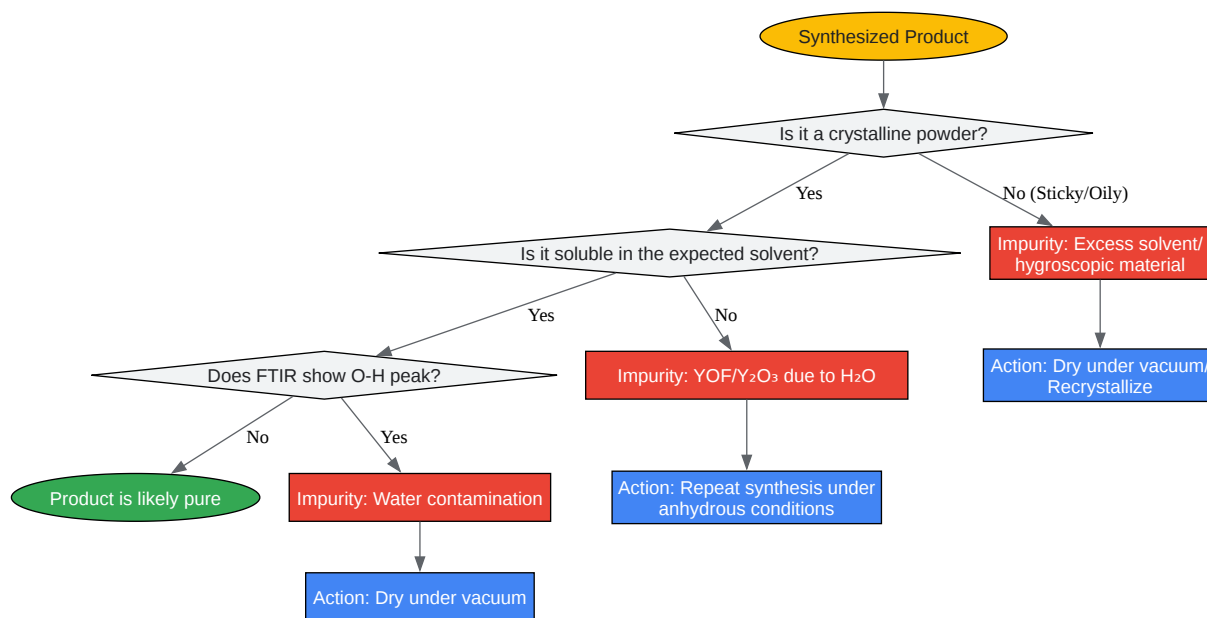 Synthesized Product
Is it a crystalline powder?
Yes
No (Sticky/Oily)
Is it soluble in the expected solvent?
Impurity: Excess solvent/
hygroscopic material
Yes
No
Does FTIR show O-H peak?
Impurity: YOF/Y₂O₃ due to H₂O
Action: Dry under vacuum/
Recrystallize
No
Yes
Product is likely pure
Impurity: Water contamination
Action: Repeat synthesis under
anhydrous conditions
Action: Dry under vacuum